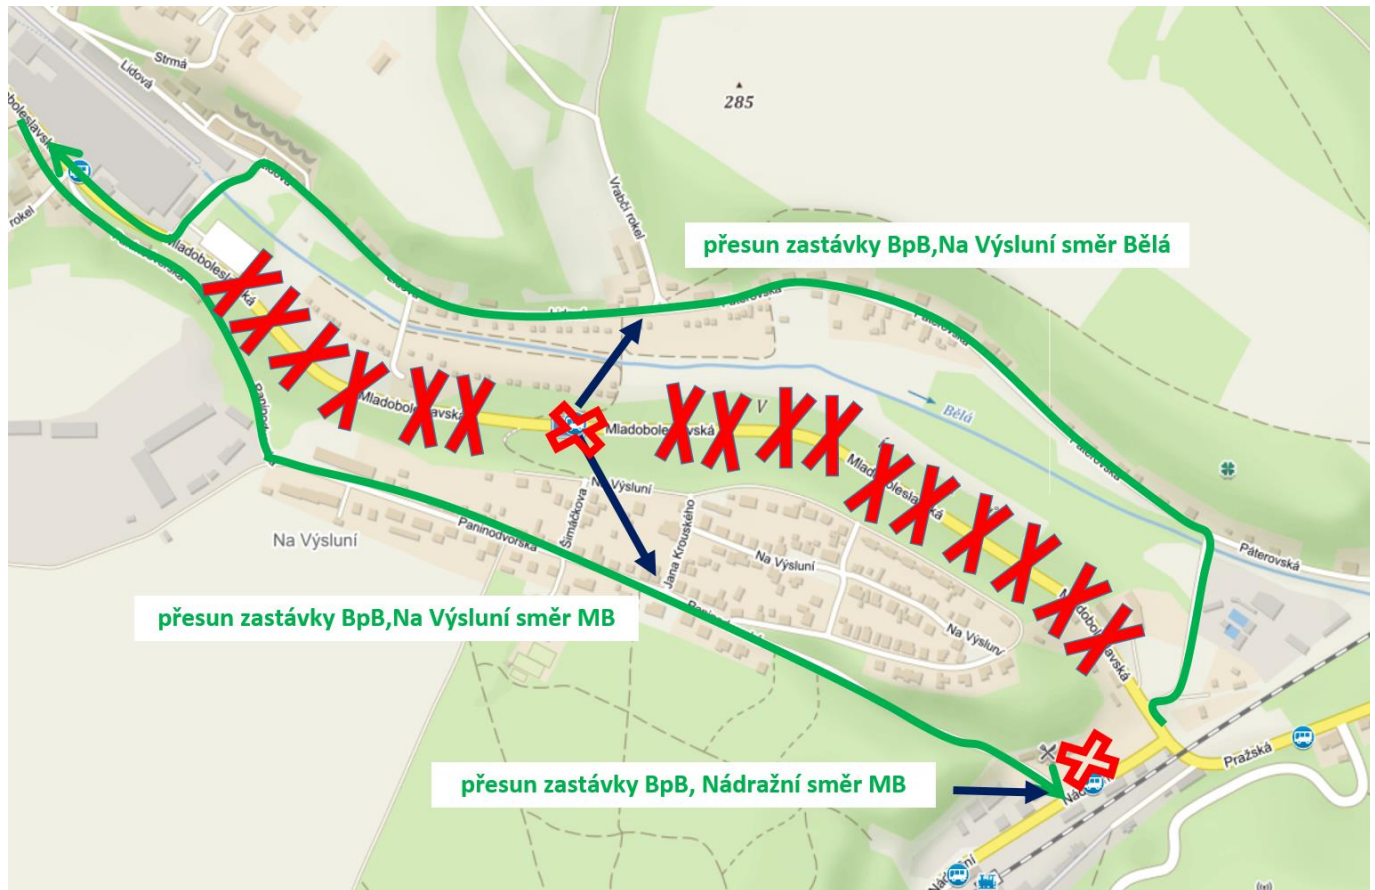 Strmá
Lidová
285
Vrabčí rokel
rokel
přesun zastávky BpB,Na Výsluní směr Bělá
Mladoboleslavská
Páterovská
Bělá
V
Mladoboleslavská
Mladoboleslavská
Páterovská
Na Výsluní
Šimáčkova
Jana Krouského
Paninodvorská
Na Výsluní
Na Výsluní
Na Výsluní
Páterovská
přesun zastávky BpB,Na Výsluní směr MB
Pražská
přesun zastávky BpB, Nádražní směr MB